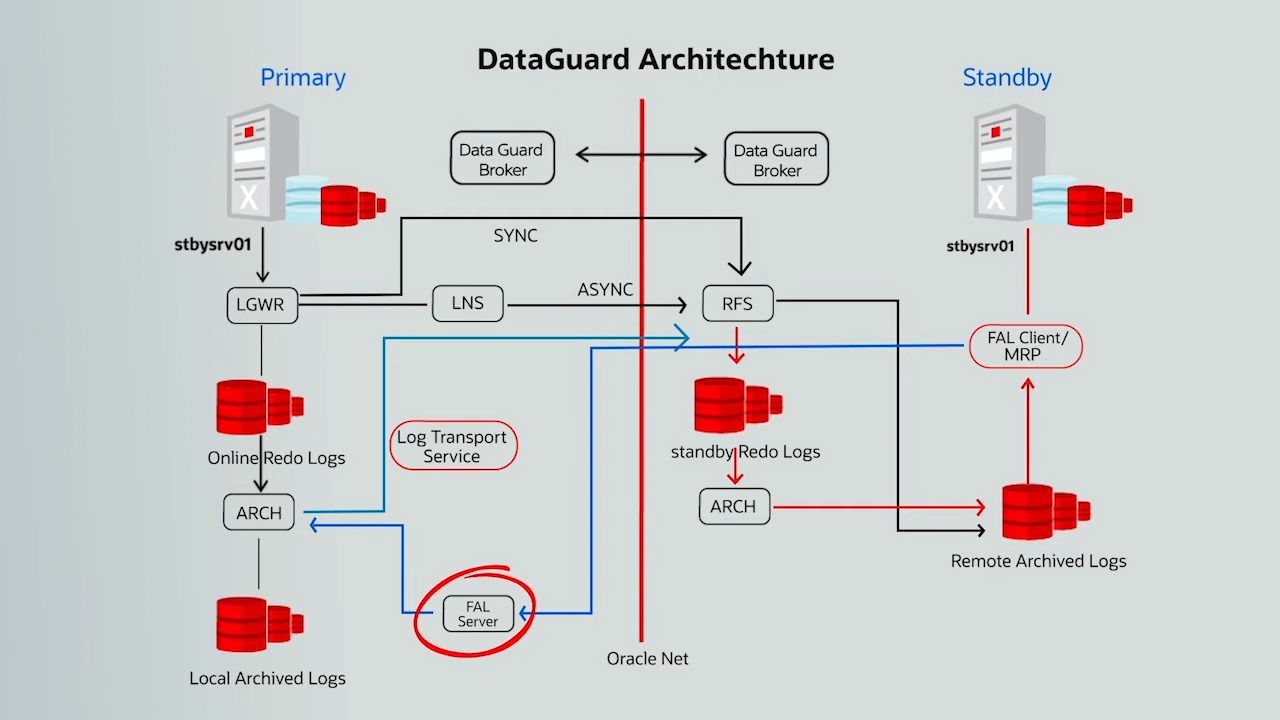 DataGuard Architechture
Primary
Standby
Data Guard
Broker
Data Guard
Broker
X
X
stbysrv01
stbysrv01
SYNC
LGWR
LNS
ASYNC
RFS
FAL Client/
MRP
Online Redo Logs
Log Transport
Service
standby Redo Logs
ARCH
ARCH
Remote Archived Logs
FAL
Server
Oracle Net
Local Archived Logs